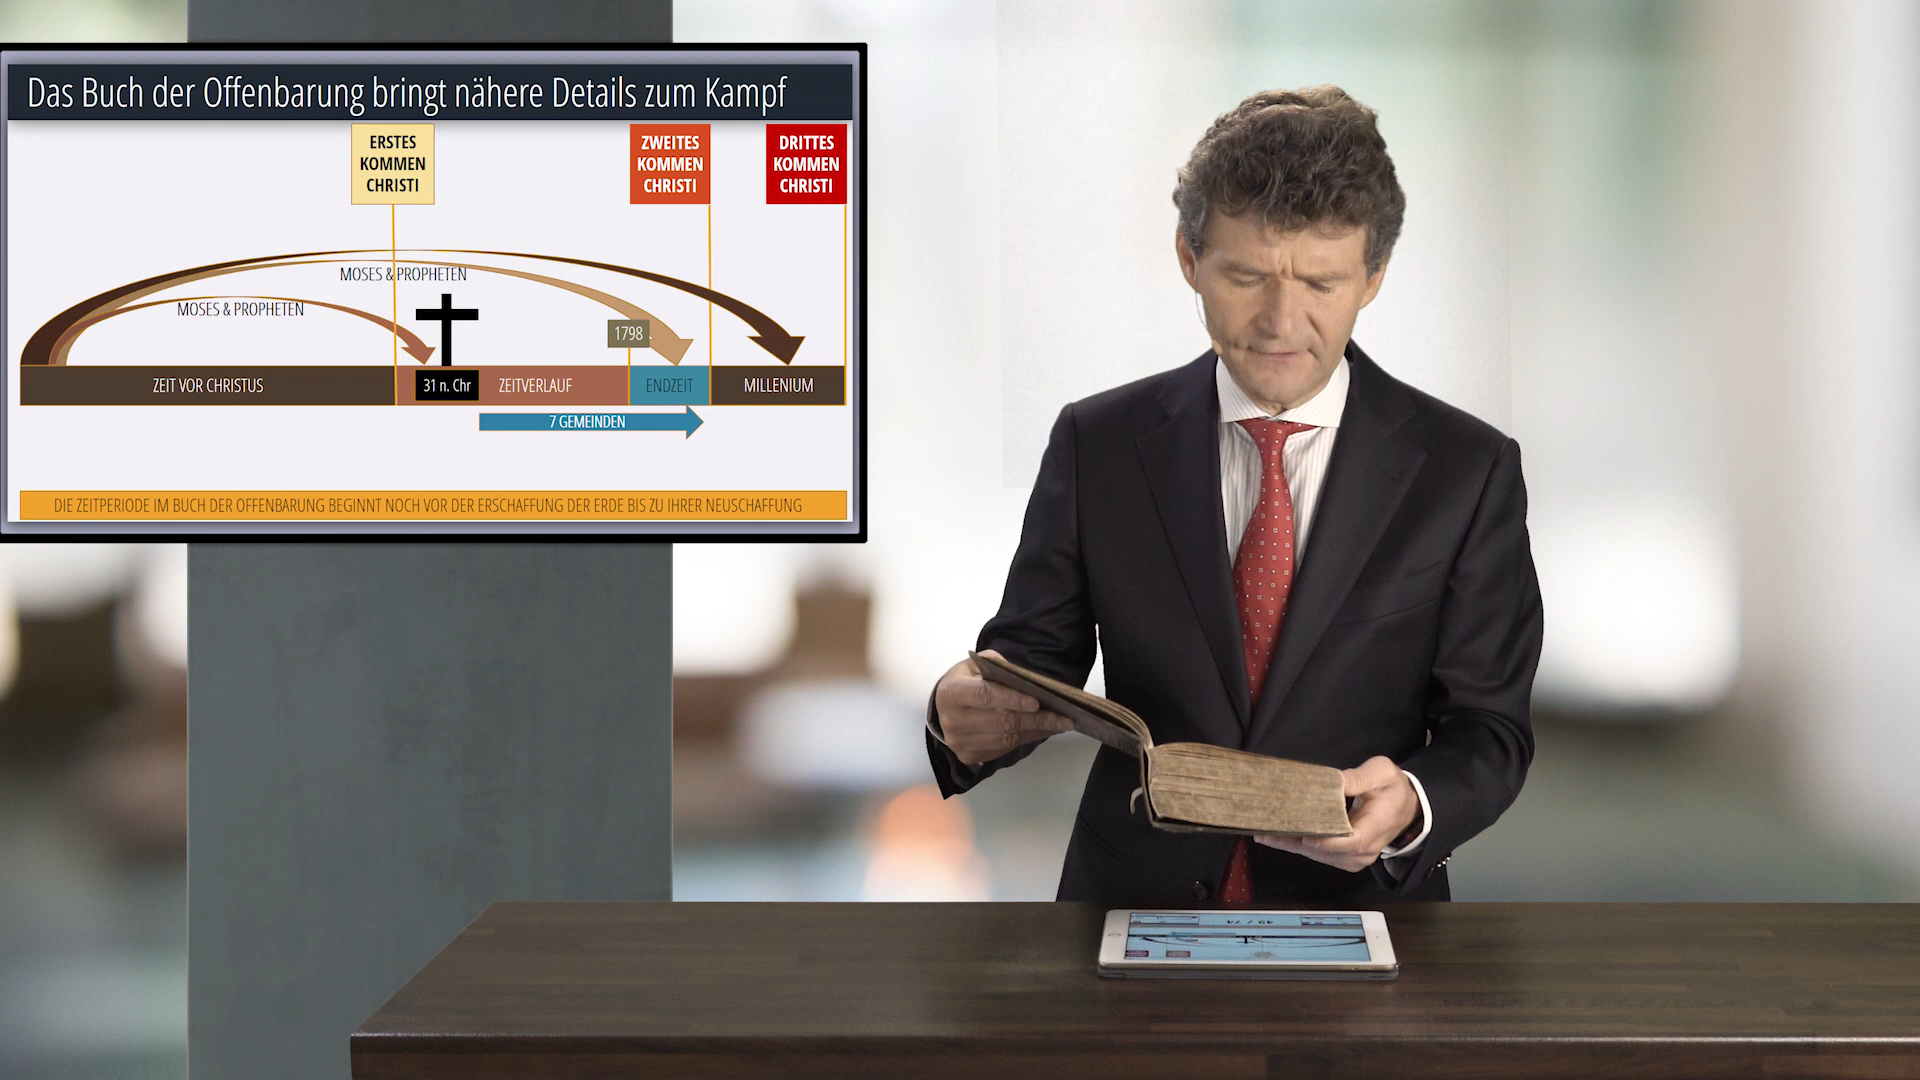 Das Buch der Offenbarung bringt nähere Details zum Kampf
ERSTES
KOMMEN
CHRISTI
ZWEITES
KOMMEN
CHRISTI
DRITTES
KOMMEN
CHRISTI
MOSES & PROPHETEN
MOSES & PROPHETEN
1798
ZEIT VOR CHRISTUS
31 n. Chr
ZEITVERLAUF
ENDZEIT
MILLENIUM
7 GEMEINDEN
DIE ZEITPERIODE IM BUCH DER OFFENBARUNG BEGINNT NOCH VOR DER ERSCHAFFUNG DER ERDE BIS ZU IHRER NEUSCHAFFUNG
49 / 74